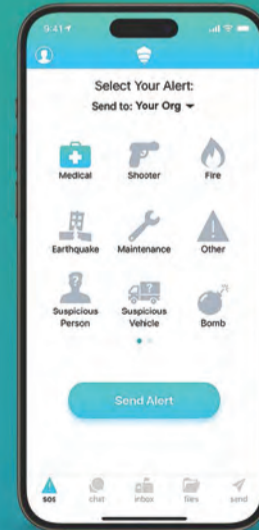 9:41
Select Your Alert:
Send to: Your Org
Medical Shooter Fire
Earthquake Maintenance Other
Suspicious Person Suspicious Vehicle Bomb
Send Alert
sos chat inbox files send